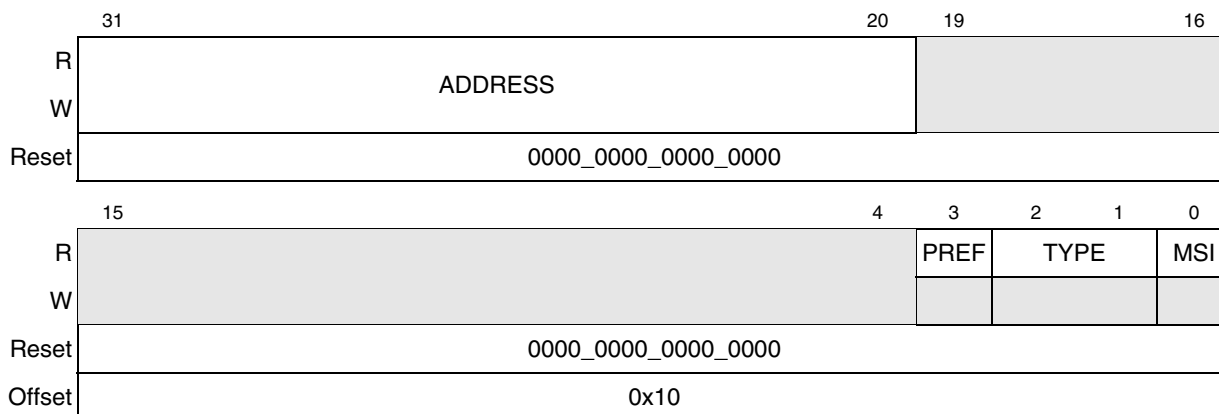 31 20 19 16
R
ADDRESS
W
Reset 0000_0000_0000_0000
15 4 3 2 1 0
R PREF TYPE MSI
W
Reset 0000_0000_0000_0000
Offset 0x10